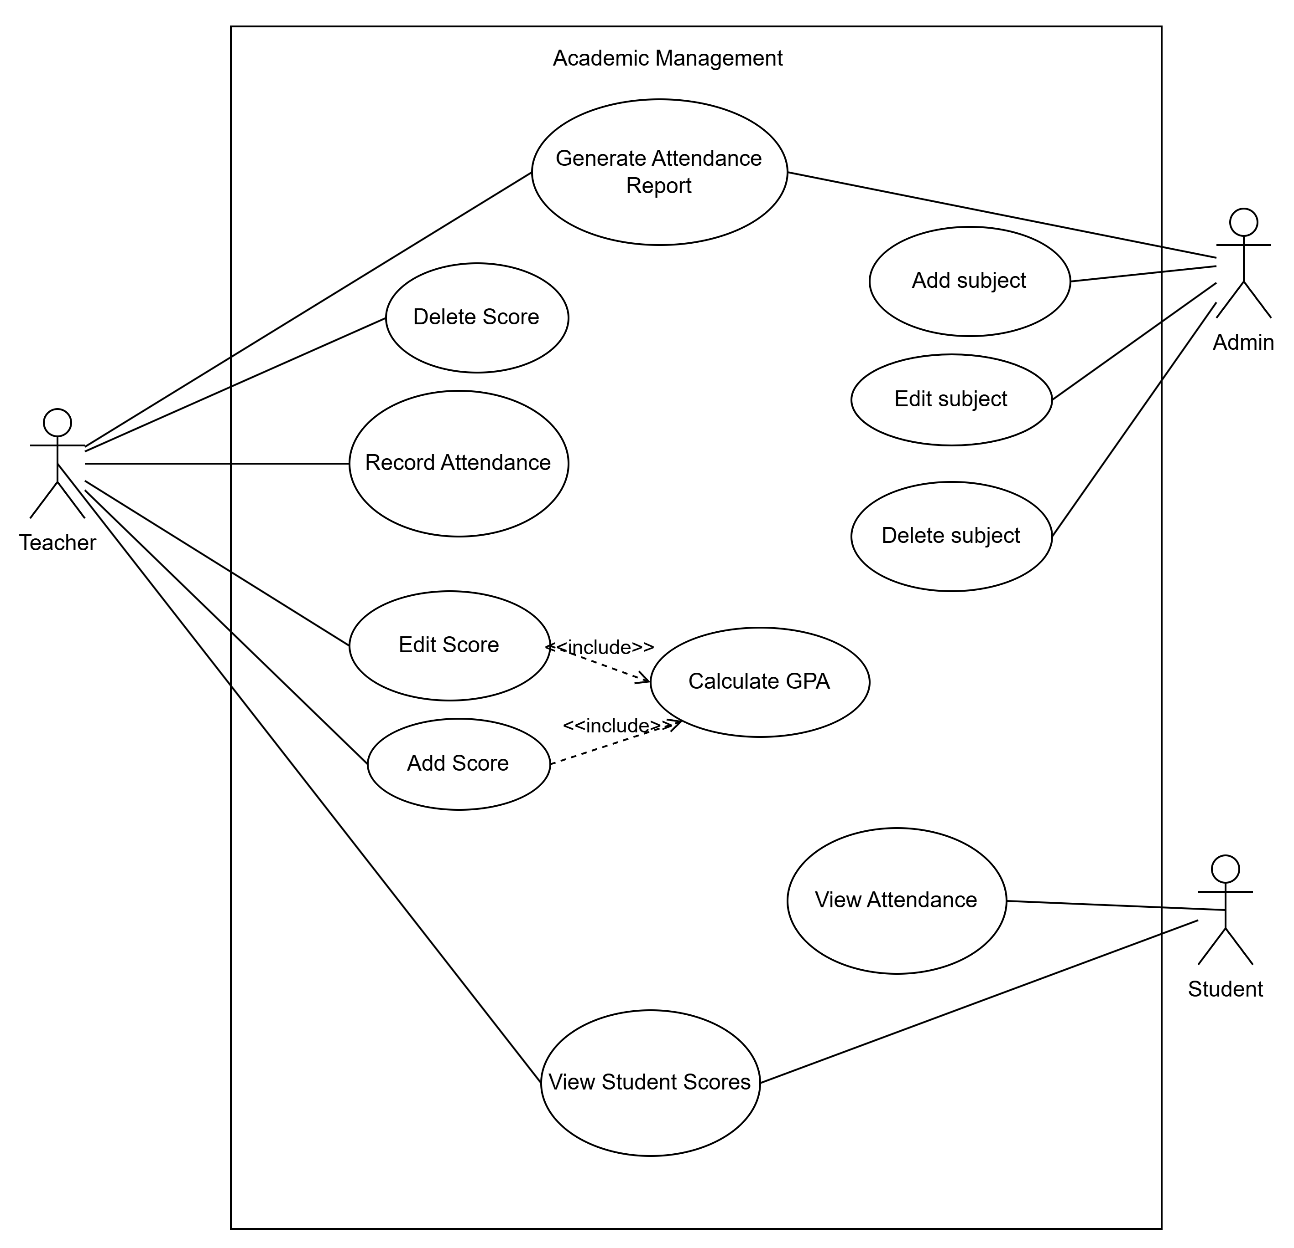 Academic Management
Generate Attendance
Report
Add subject
Delete Score
Admin
Edit subject
Record Attendance
Delete subject
Teacher
Edit Score
<<include>>
Calculate GPA
<<include>>
Add Score
View Attendance
Student
View Student Scores